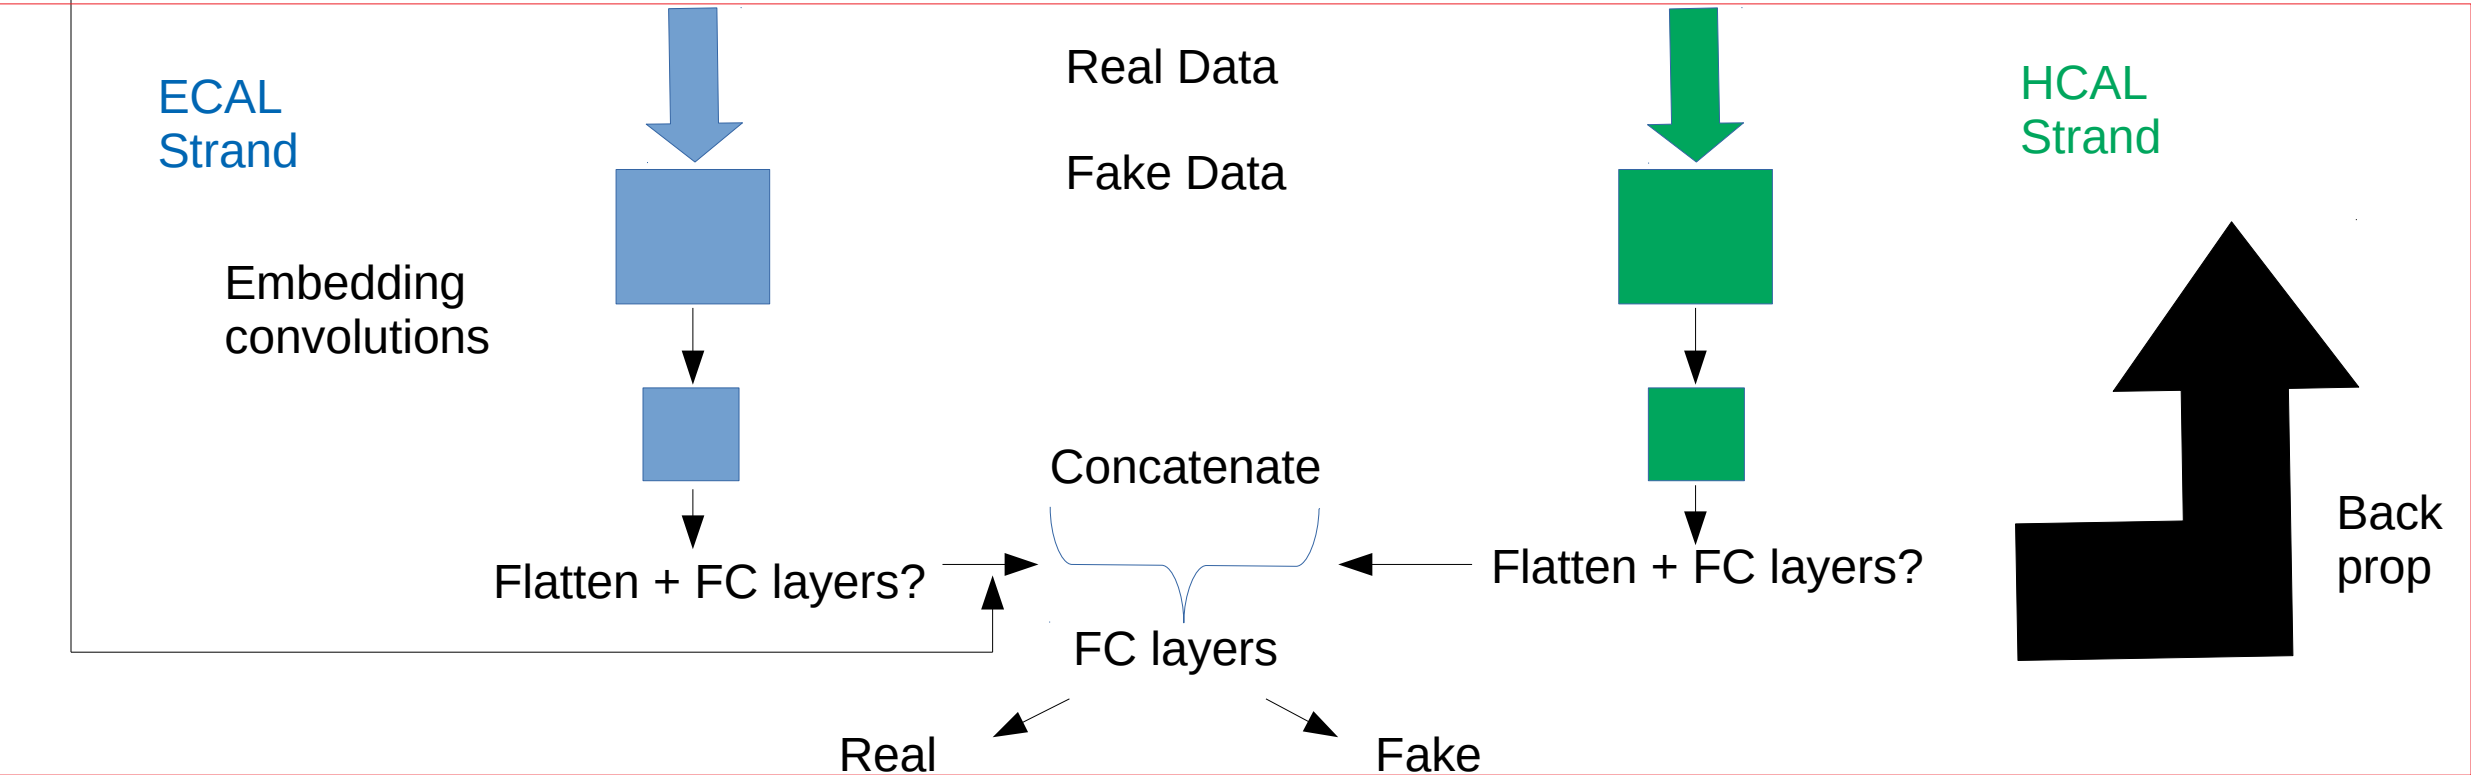 ECAL
Strand
Real Data
Fake Data
HCAL
Strand
Embedding
convolutions
Concatenate
Back
prop
Flatten + FC layers?
Flatten + FC layers?
FC layers
Real
Fake